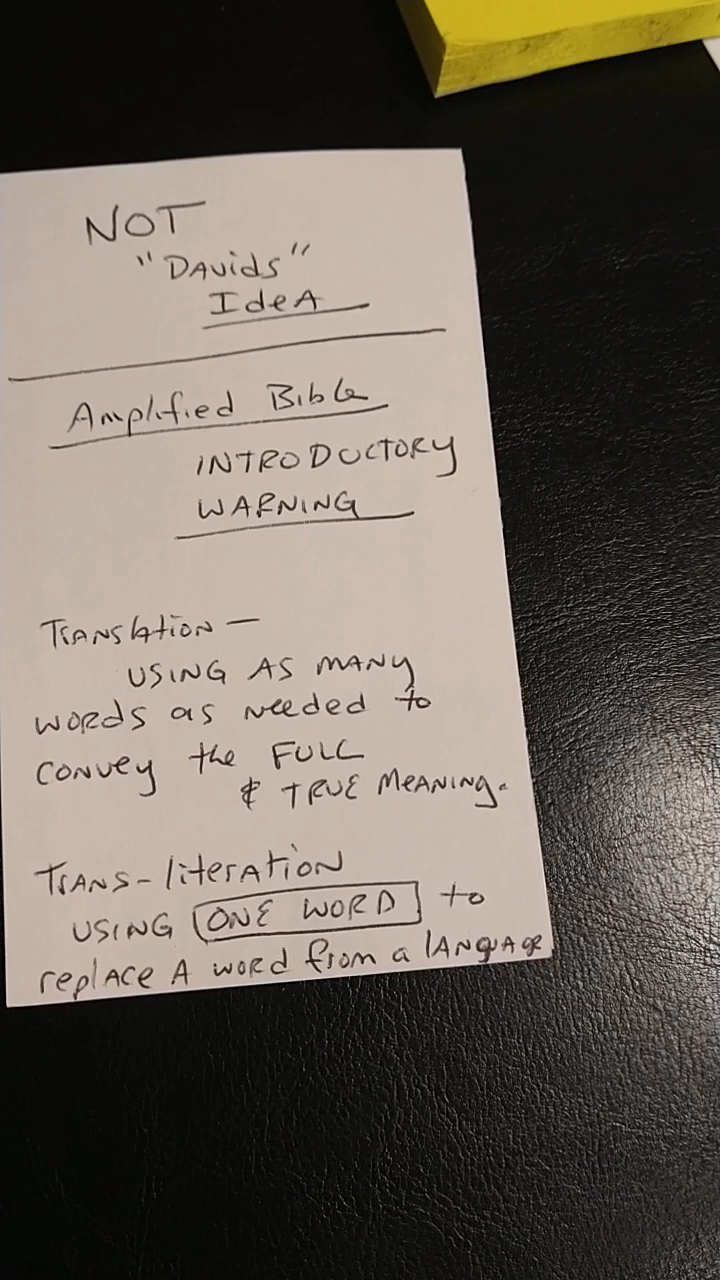 NOT
"DAvids"
IdeA
Amplified Bible
INTRODUCTORY
WARNING
TRANSlAtion —
USING AS MANY
WORDS as Needed to
CONVEY the FULL
& TRUE MeANING.
TRANS-literATION
USING ONE WORD to
replACe A WORD from a lANguAge